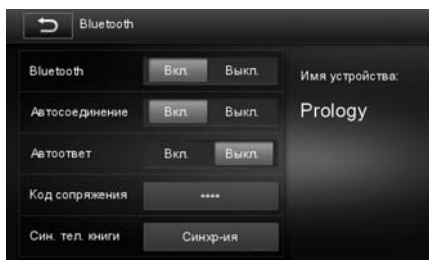 Bluetooth
Bluetooth Вкл. Выкл.
Автосоединение Вкл. Выкл.
Автоответ Вкл. Выкл.
Код сопряжения ****
Син. тел. книги Синхр-ия
Имя устройства:
Prology